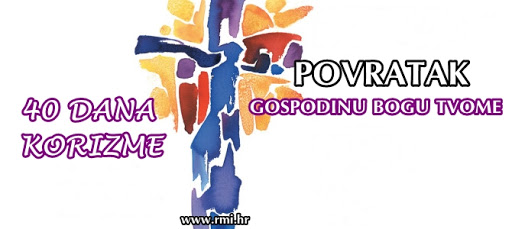 40 DANA
KORIZME
POVRATAK
GOSPODINU BOGU TVOME
www.rmi.hr